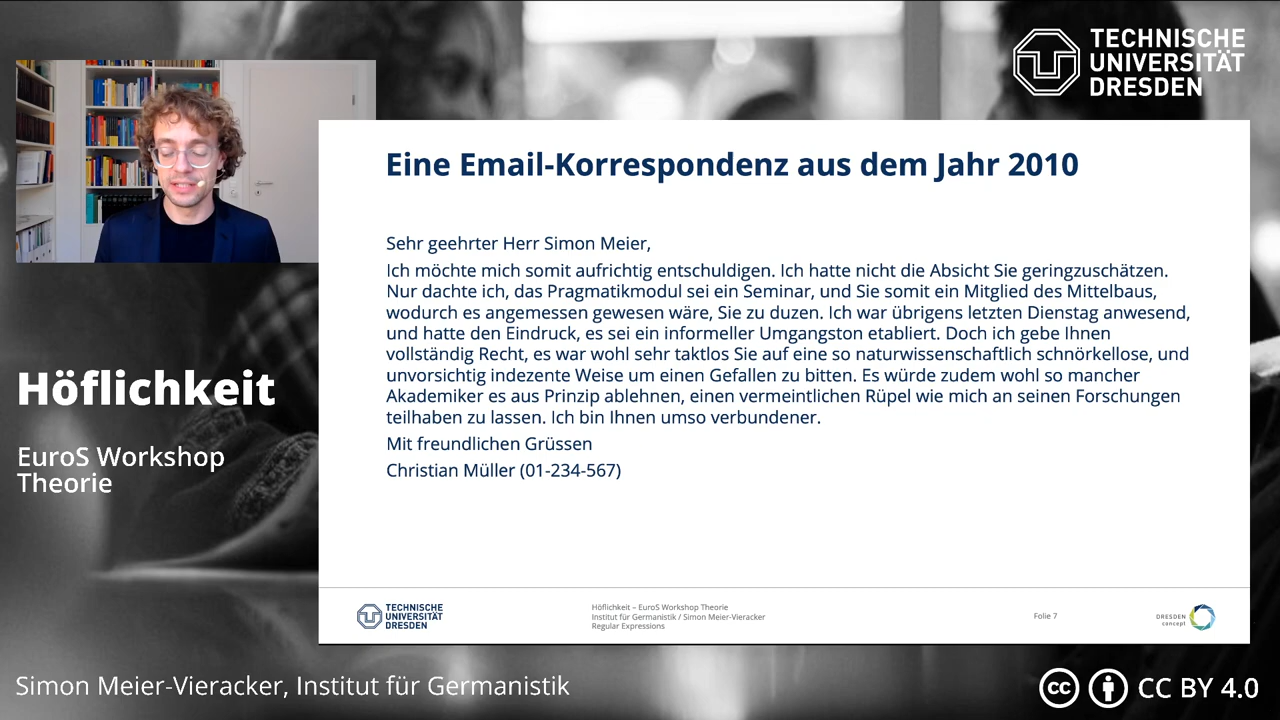 TECHNISCHE
UNIVERSITÄT
DRESDEN
Eine Email-Korrespondenz aus dem Jahr 2010
Sehr geehrter Herr Simon Meier,
Ich möchte mich somit aufrichtig entschuldigen. Ich hatte nicht die Absicht Sie geringzuschätzen.
Nur dachte ich, das Pragmatikmodul sei ein Seminar, und Sie somit ein Mitglied des Mittelbaus,
wodurch es angemessen gewesen wäre, Sie zu duzen. Ich war übrigens letzten Dienstag anwesend,
und hatte den Eindruck, es sei ein informeller Umgangston etabliert. Doch ich gebe Ihnen
vollständig Recht, es war wohl sehr taktlos Sie auf eine so naturwissenschaftlich schnörkellose, und
unvorsichtig indezente Weise um einen Gefallen zu bitten. Es würde zudem wohl so mancher
Akademiker es aus Prinzip ablehnen, einen vermeintlichen Rüpel wie mich an seinen Forschungen
teilhaben zu lassen. Ich bin Ihnen umso verbundener.
Mit freundlichen Grüssen
Christian Müller (01-234-567)
Höflichkeit
EuroS Workshop
Theorie
TECHNISCHE
UNIVERSITÄT
DRESDEN
Höflichkeit – EuroS Workshop Theorie
Institut für Germanistik / Simon Meier-Vieracker
Regular Expressions
Folie 7
DRESDEN
concept
Simon Meier-Vieracker, Institut für Germanistik
cc CC BY 4.0